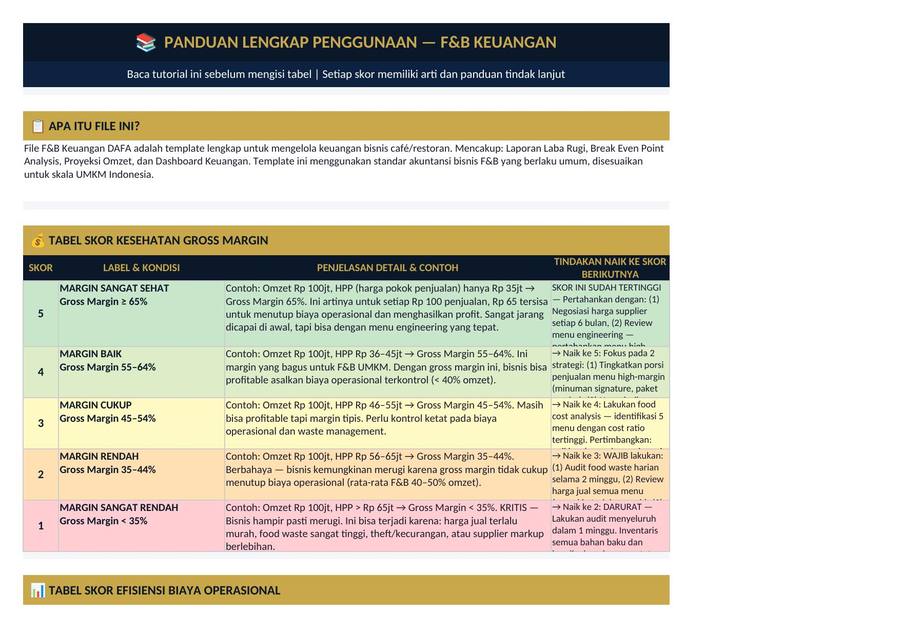 PANDUAN LENGKAP PENGGUNAAN — F&B KEUANGAN
Baca tutorial ini sebelum mengisi tabel | Setiap skor memiliki arti dan panduan tindak lanjut
APA ITU FILE INI?
File F&B Keuangan DAFA adalah template lengkap untuk mengelola keuangan bisnis café/restoran. Mencakup: Laporan Laba Rugi, Break Even Point
Analysis, Proyeksi Omzet, dan Dashboard Keuangan. Template ini menggunakan standar akuntansi bisnis F&B yang berlaku umum, disesuaikan
untuk skala UMKM Indonesia.
TABEL SKOR KESEHATAN GROSS MARGIN
SKOR
LABEL & KONDISI
PENJELASAN DETAIL & CONTOH
TINDAKAN NAIK KE SKOR
BERIKUTNYA
5
MARGIN SANGAT SEHAT
Gross Margin ≥ 65%
Contoh: Omzet Rp 100jt, HPP (harga pokok penjualan) hanya Rp 35jt →
Gross Margin 65%. Ini artinya untuk setiap Rp 100 penjualan, Rp 65 tersisa
untuk menutup biaya operasional dan menghasilkan profit. Sangat jarang
dicapai di awal, tapi bisa dengan menu engineering yang tepat.
SKOR INI SUDAH TERTINGGI
— Pertahankan dengan: (1)
Negosiasi harga supplier
setiap 6 bulan, (2) Review
menu engineering —
pertahankan menu high
4
MARGIN BAIK
Gross Margin 55–64%
Contoh: Omzet Rp 100jt, HPP Rp 36–45jt → Gross Margin 55–64%. Ini
margin yang bagus untuk F&B UMKM. Dengan gross margin ini, bisnis bisa
profitable asalkan biaya operasional terkontrol (< 40% omzet).
→ Naik ke 5: Fokus pada 2
strategi: (1) Tingkatkan porsi
penjualan menu high-margin
(minuman signature, paket
3
MARGIN CUKUP
Gross Margin 45–54%
Contoh: Omzet Rp 100jt, HPP Rp 46–55jt → Gross Margin 45–54%. Masih
bisa profitable tapi margin tipis. Perlu kontrol ketat pada biaya
operasional dan waste management.
→ Naik ke 4: Lakukan food
cost analysis — identifikasi 5
menu dengan cost ratio
tertinggi. Pertimbangkan:
2
MARGIN RENDAH
Gross Margin 35–44%
Contoh: Omzet Rp 100jt, HPP Rp 56–65jt → Gross Margin 35–44%.
Berbahaya — bisnis kemungkinan merugi karena gross margin tidak cukup
menutup biaya operasional (rata-rata F&B 40–50% omzet).
→ Naik ke 3: WAJIB lakukan:
(1) Audit food waste harian
selama 2 minggu, (2) Review
harga jual semua menu
1
MARGIN SANGAT RENDAH
Gross Margin < 35%
Contoh: Omzet Rp 100jt, HPP > Rp 65jt → Gross Margin < 35%. KRITIS —
Bisnis hampir pasti merugi. Ini bisa terjadi karena: harga jual terlalu
murah, food waste sangat tinggi, theft/kecurangan, atau supplier markup
berlebihan.
→ Naik ke 2: DARURAT —
Lakukan audit menyeluruh
dalam 1 minggu. Inventaris
semua bahan baku dan
TABEL SKOR EFISIENSI BIAYA OPERASIONAL